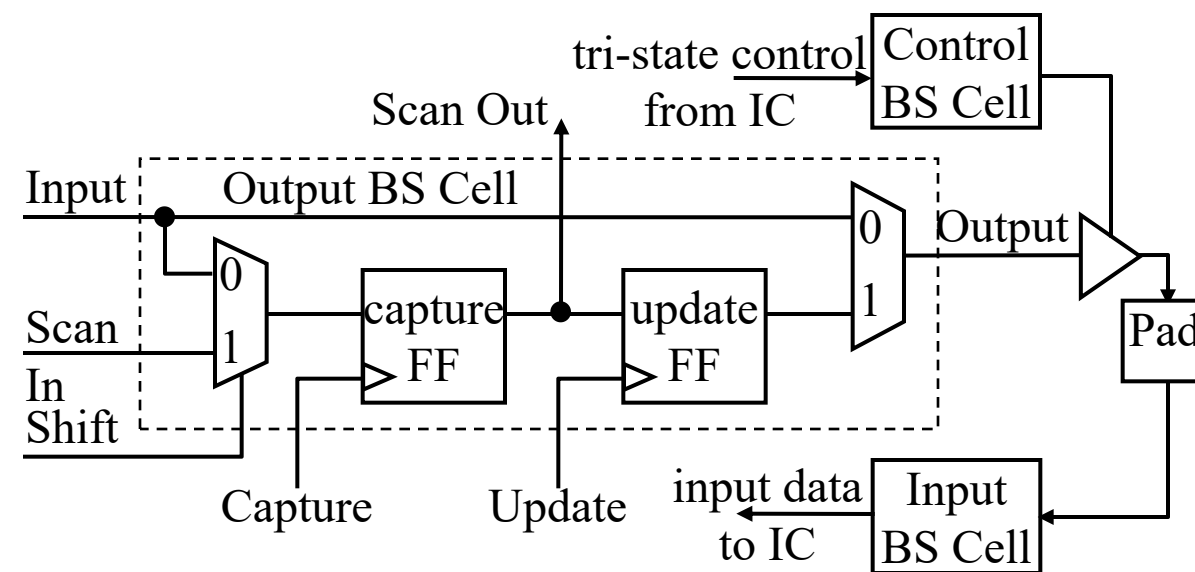 tri-state control
from IC
Control
BS Cell
Scan Out
Input
Output BS Cell
0
1
Scan
In
Shift
capture
FF
update
FF
0
1
Output
Pad
Capture
Update
input data
to IC
Input
BS Cell